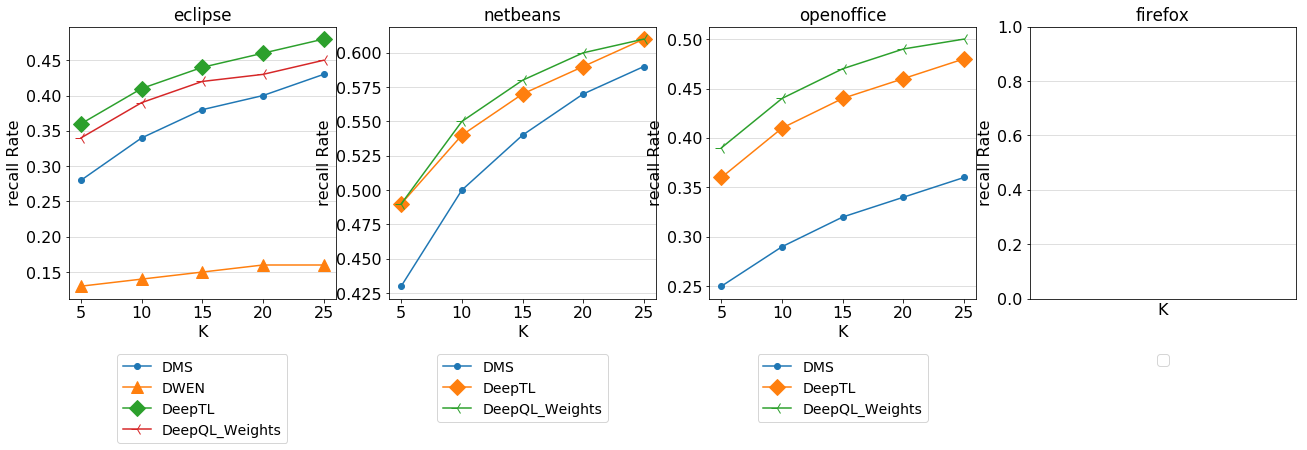 eclipse
recall Rate
0.45
0.40
0.35
0.30
0.25
0.20
0.15
5 10 15 20 25
K
DMS
DWEN
DeepTL
DeepQL_Weights
netbeans
recall Rate
0.600
0.575
0.550
0.525
0.500
0.475
0.450
0.425
5 10 15 20 25
K
DMS
DeepTL
DeepQL_Weights
openoffice
recall Rate
0.50
0.45
0.40
0.35
0.30
0.25
5 10 15 20 25
K
DMS
DeepTL
DeepQL_Weights
firefox
recall Rate
1.0
0.8
0.6
0.4
0.2
0.0
K